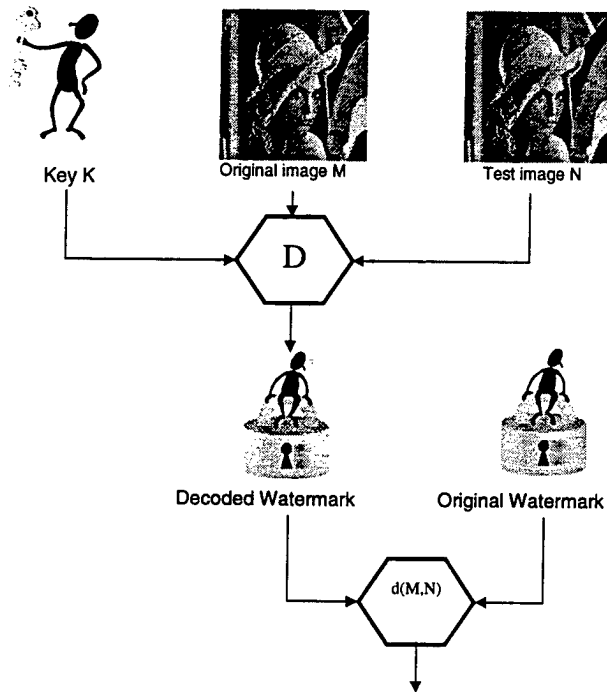 Key K
Original image M
Test image N
D
Decoded Watermark
Original Watermark
d(M,N)